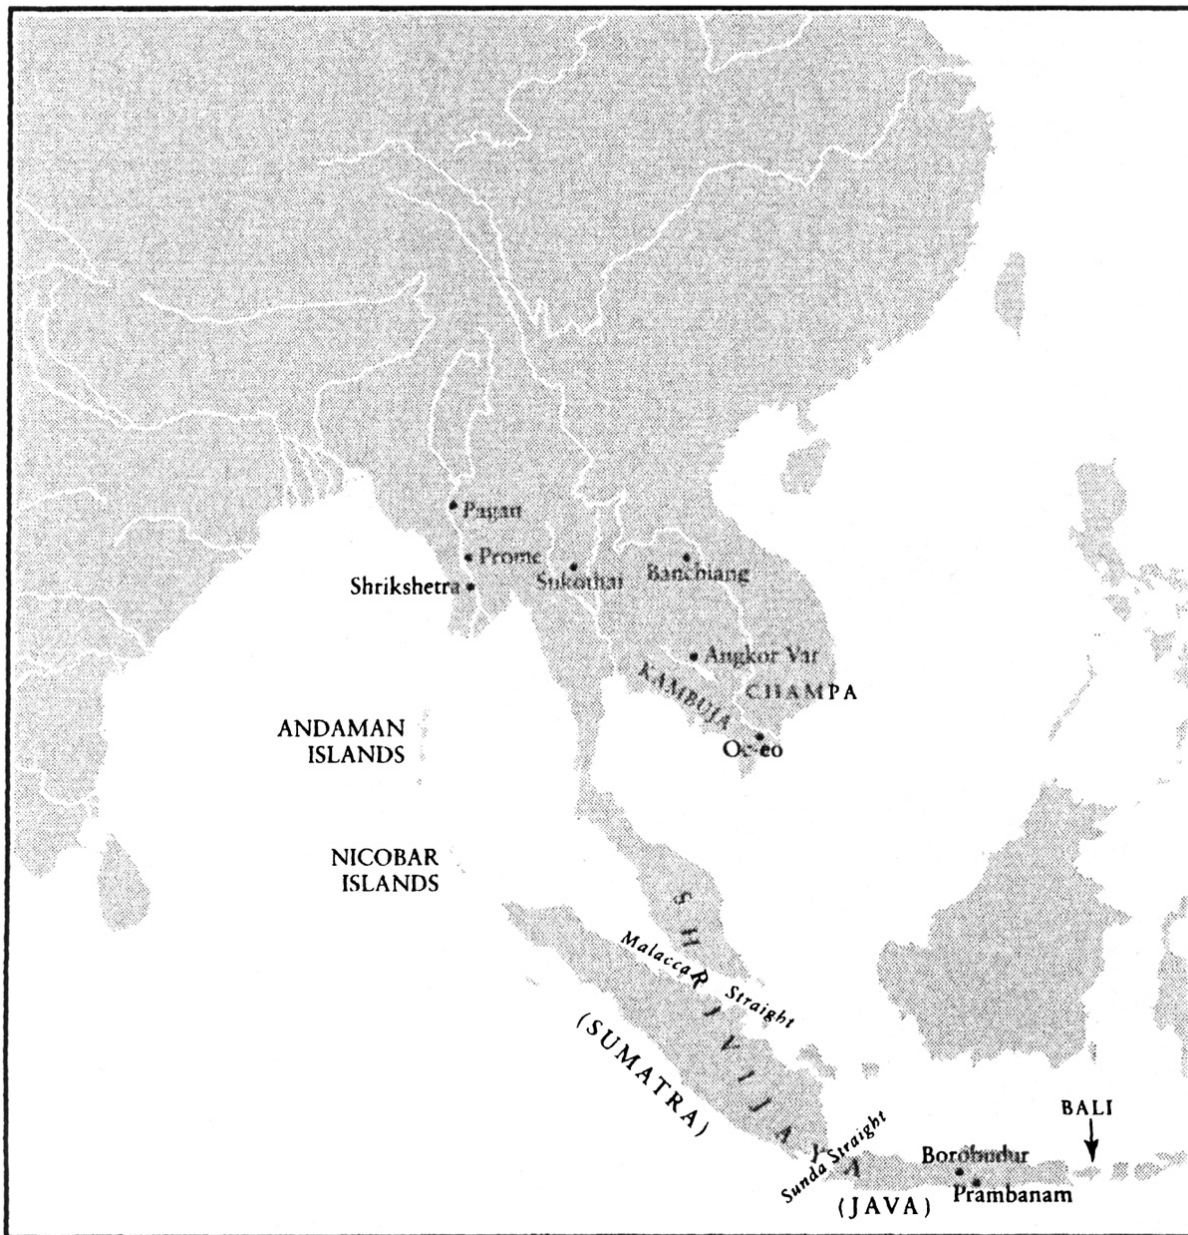 Pagan
Prome
Shrikshetra
Sukothai
Banchiang
Angkor Vat
KAMBUJA
CHAMPA
Oc-eo
ANDAMAN
ISLANDS
NICOBAR
ISLANDS
SHRIVIJAYA
Malacca Straight
(SUMATRA)
BALI
Sunda Straight
Borobudur
Prambanam
(JAVA)